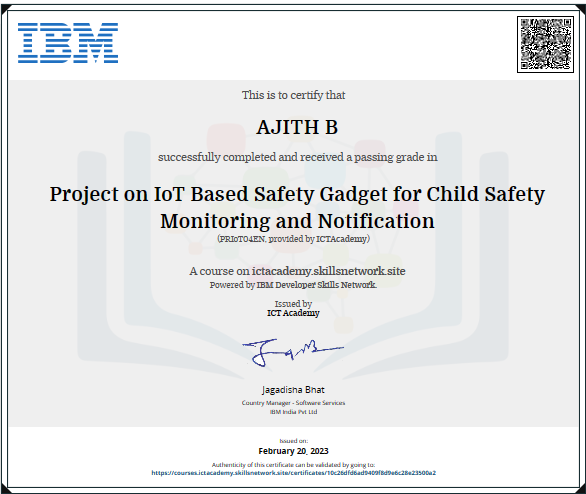 IBM
This is to certify that
AJITH B
successfully completed and received a passing grade in
Project on IoT Based Safety Gadget for Child Safety
Monitoring and Notification
(PRIoT04EN, provided by ICTAcademy)
A course on ictacademy.skillsnetwork.site
Powered by IBM Developer Skills Network.
Issued by
ICT Academy
Jagadisha Bhat
Country Manager - Software Services
IBM India Pvt Ltd
Issued on:
February 20, 2023
Authenticity of this certificate can be validated by going to:
https://courses.ictacademy.skillsnetwork.site/certificates/10c26dfd6ad9409f8d9e6c28e23500a2